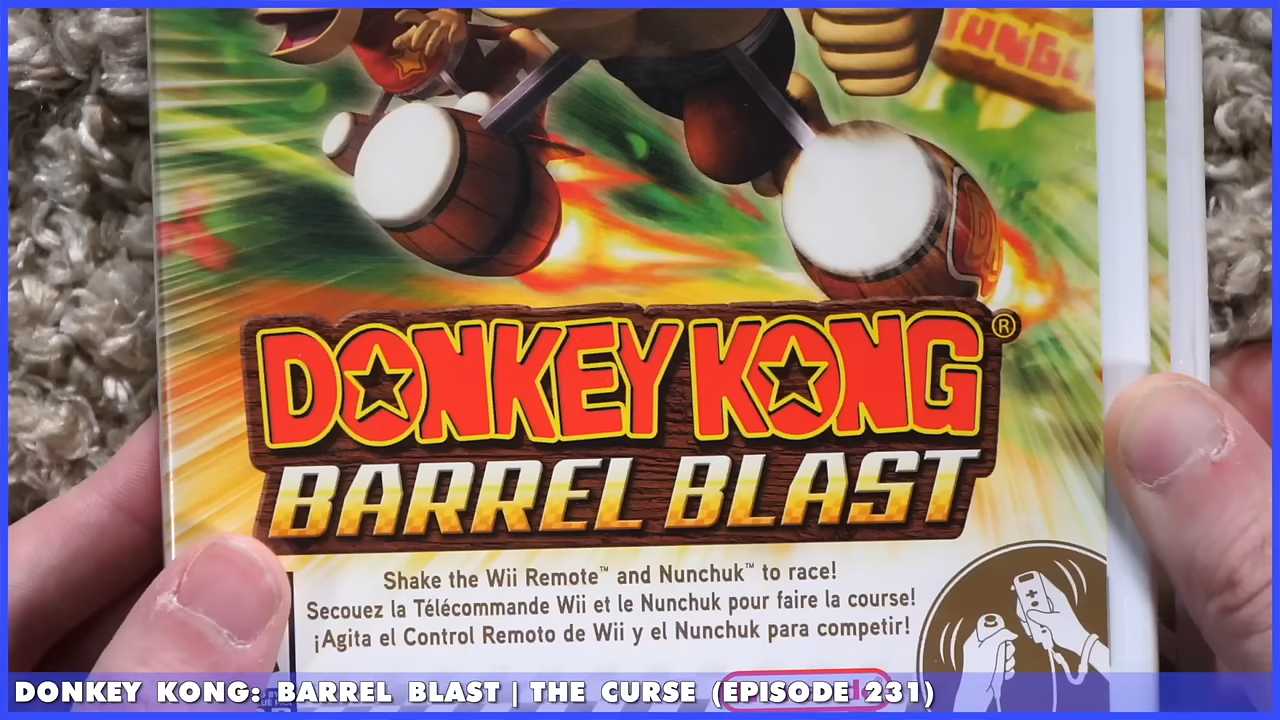 JUNGL
DONKEY KONG®
BARREL BLAST
Shake the Wii Remote™ and Nunchuk™ to race!
Secouez la Télécommande Wii et le Nunchuk pour faire la course!
¡Agita el Control Remoto de Wii y el Nunchuk para competir!
DONKEY KONG: BARREL BLAST | THE CURSE (EPISODE 231)